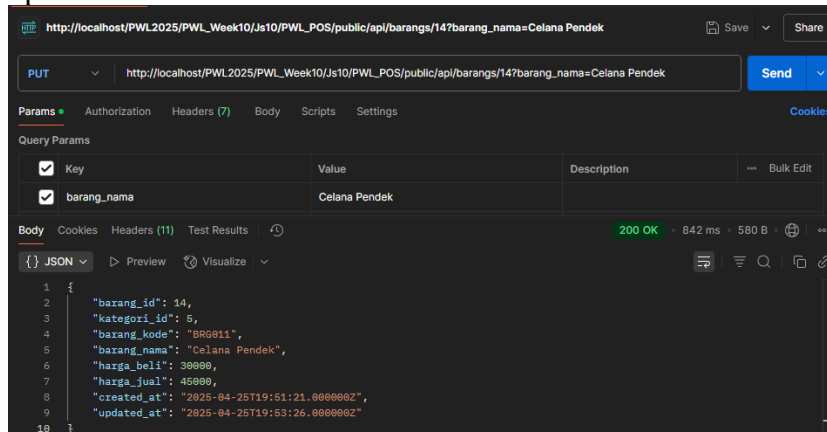 HTTP http://localhost/PWL2025/PWL_Week10/Js10/PWL_POS/public/api/barangs/14?barang_nama=Celana Pendek Save Share
PUT http://localhost/PWL2025/PWL_Week10/Js10/PWL_POS/public/api/barangs/14?barang_nama=Celana Pendek Send
Params Authorization Headers (7) Body Scripts Settings Cookies
Query Params
Key Value Description Bulk Edit
barang_nama Celana Pendek
Body Cookies Headers (11) Test Results 200 OK 842 ms 580 B
{} JSON Preview Visualize
1 {
2 "barang_id": 14,
3 "kategori_id": 5,
4 "barang_kode": "BRG011",
5 "barang_nama": "Celana Pendek",
6 "harga_beli": 30000,
7 "harga_jual": 45000,
8 "created_at": "2025-04-25T19:51:21.000000Z",
9 "updated_at": "2025-04-25T19:53:26.000000Z"
10 }